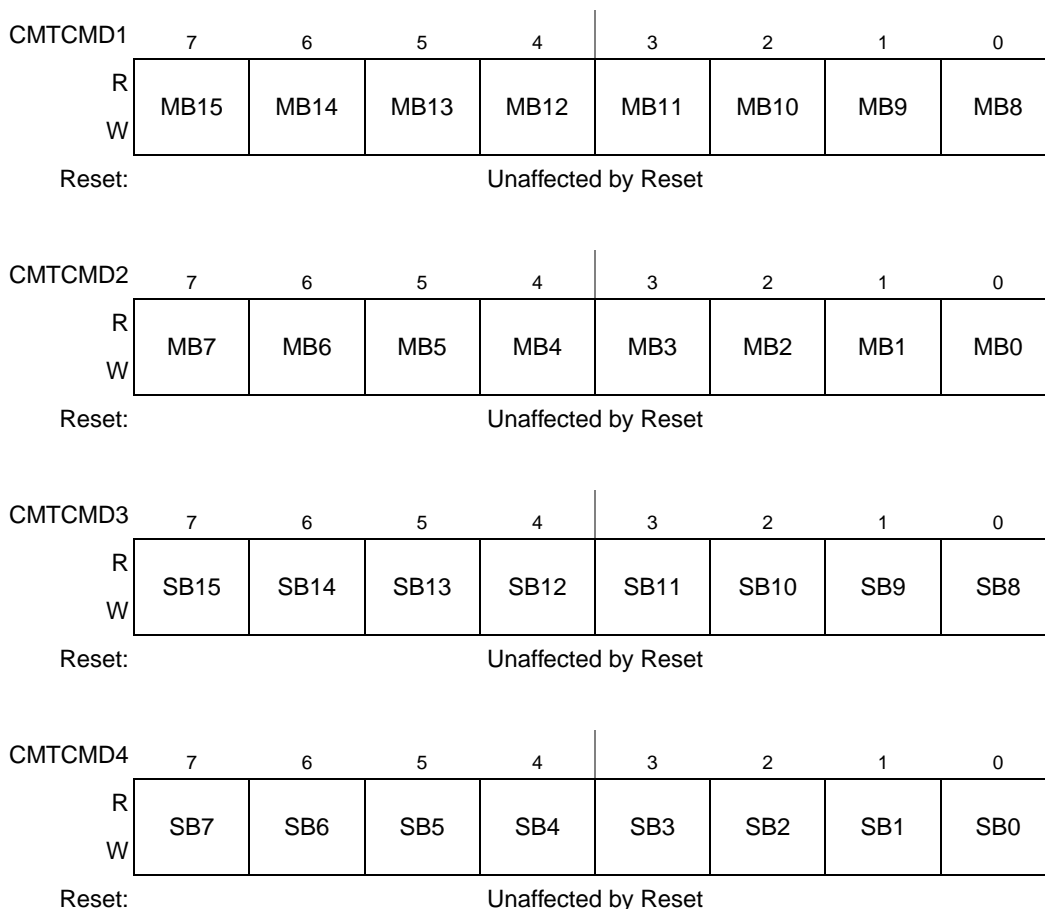 CMTCMD1 7 6 5 4 3 2 1 0
R
MB15 MB14 MB13 MB12 MB11 MB10 MB9 MB8
W
Reset: Unaffected by Reset
CMTCMD2 7 6 5 4 3 2 1 0
R
MB7 MB6 MB5 MB4 MB3 MB2 MB1 MB0
W
Reset: Unaffected by Reset
CMTCMD3 7 6 5 4 3 2 1 0
R
SB15 SB14 SB13 SB12 SB11 SB10 SB9 SB8
W
Reset: Unaffected by Reset
CMTCMD4 7 6 5 4 3 2 1 0
R
SB7 SB6 SB5 SB4 SB3 SB2 SB1 SB0
W
Reset: Unaffected by Reset